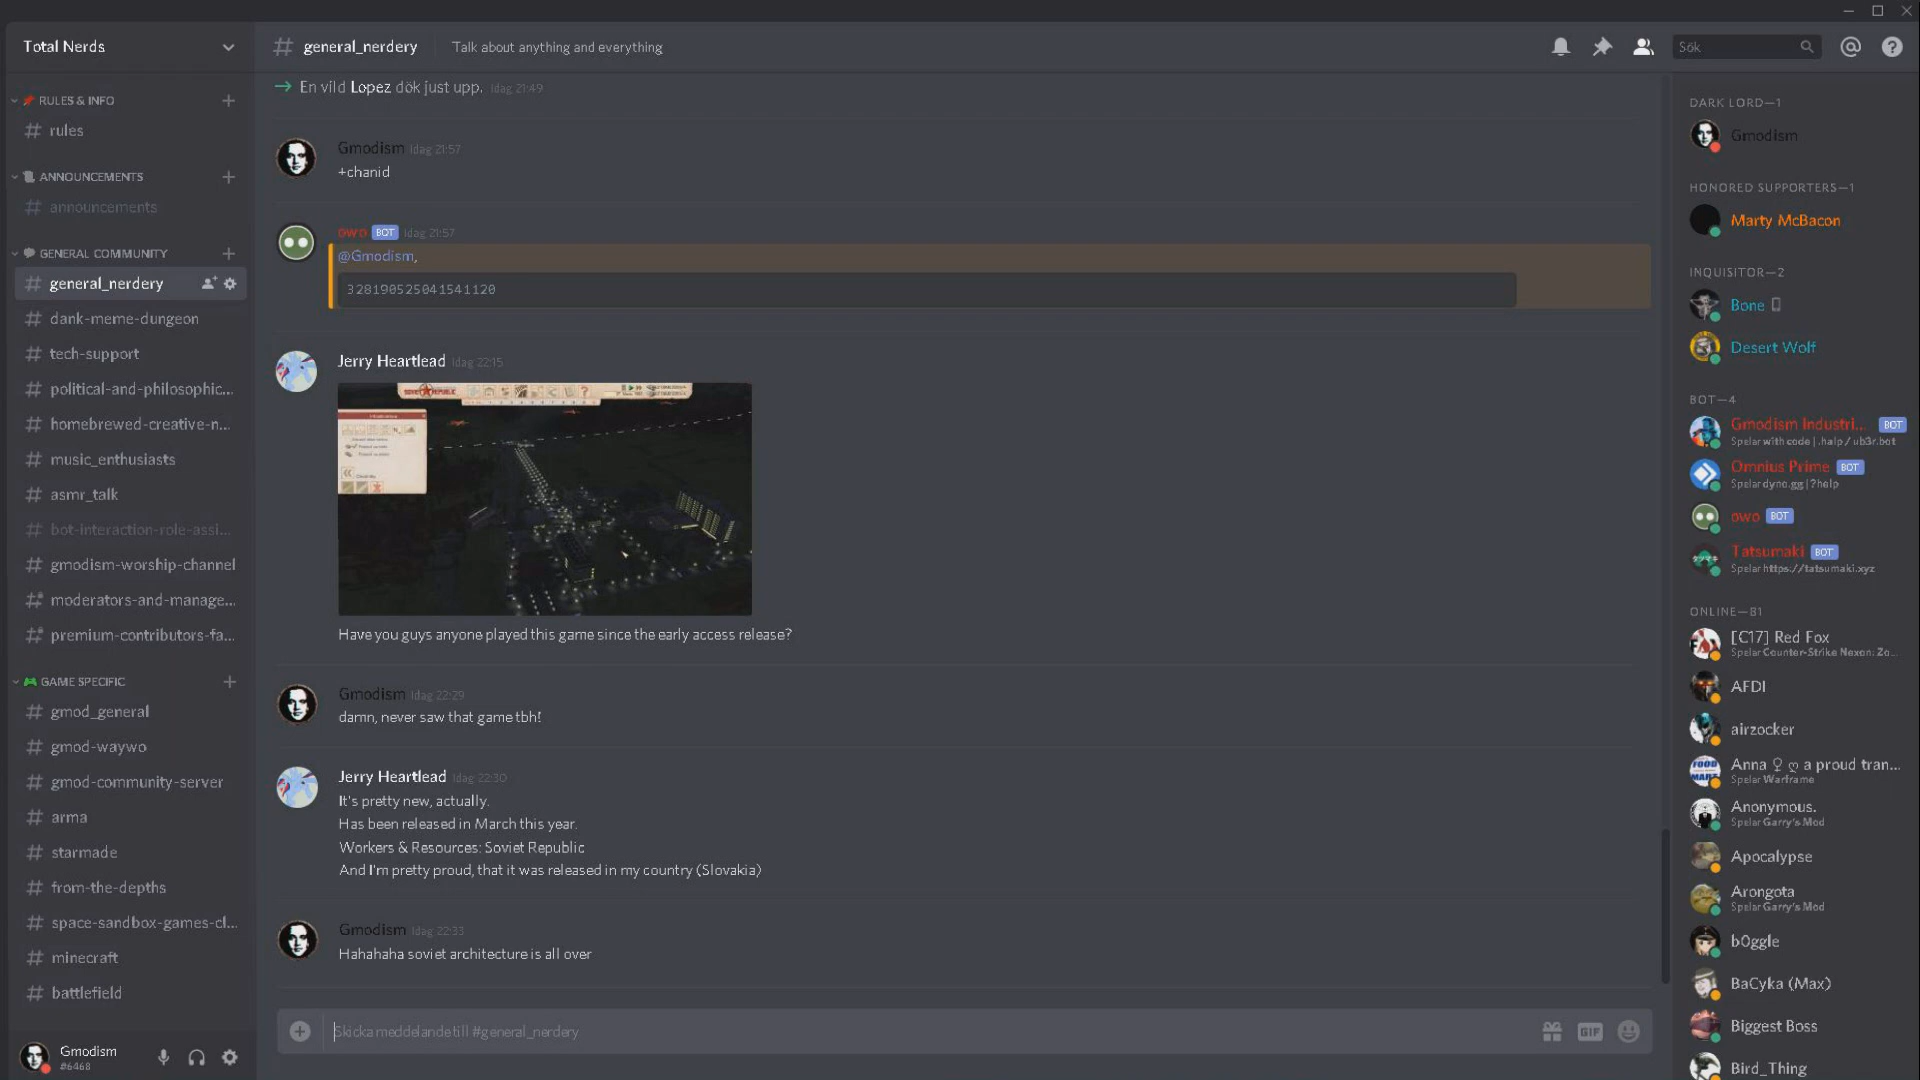 Total Nerds
RULES & INFO
rules
ANNOUNCEMENTS
announcements
GENERAL COMMUNITY
general_nerdery
dank-meme-dungeon
tech-support
political-and-philosophic...
homebrewed-creative-n...
music_enthusiasts
asmr_talk
bot-interaction-role-assi...
gmodism-worship-channel
moderators-and-manage...
premium-contributors-fa...
GAME SPECIFIC
gmod_general
gmod-waywo
gmod-community-server
arma
starmade
from-the-depths
space-sandbox-games-cl...
minecraft
battlefield
Gmodism
#6468
general_nerdery
Talk about anything and everything
Sök
En vild Lopez dök just upp. Idag 21:49
Gmodism Idag 21:57
+chanid
owo BOT Idag 21:57
@Gmodism,
328190525041541120
Jerry Heartlead Idag 22:15
Have you guys anyone played this game since the early access release?
Gmodism Idag 22:29
damn, never saw that game tbh!
Jerry Heartlead Idag 22:30
It's pretty new, actually.
Has been released in March this year.
Workers & Resources: Soviet Republic
And I'm pretty proud, that it was released in my country (Slovakia)
Gmodism Idag 22:33
Hahahaha soviet architecture is all over
Skicka meddelande till #general_nerdery
GIF
DARK LORD—1
Gmodism
HONORED SUPPORTERS—1
Marty McBacon
INQUISITOR—2
Bone
Desert Wolf
BOT—4
Gmodism Industri... BOT
Spelar with code | .help / ub3r.bot
Omnius Prime BOT
Spelar dyno.gg | ?help
owo BOT
Tatsumaki BOT
Spelar https://tatsumaki.xyz
ONLINE—81
[C17] Red Fox
Spelar Counter-Strike Nexon: Zo...
AFDI
airzocker
Anna ♀ ღ a proud tran...
Spelar Warframe
Anonymous.
Spelar Garry's Mod
Apocalypse
Arongota
Spelar Garry's Mod
b0ggle
BaCyka (Max)
Biggest Boss
Bird_Thing